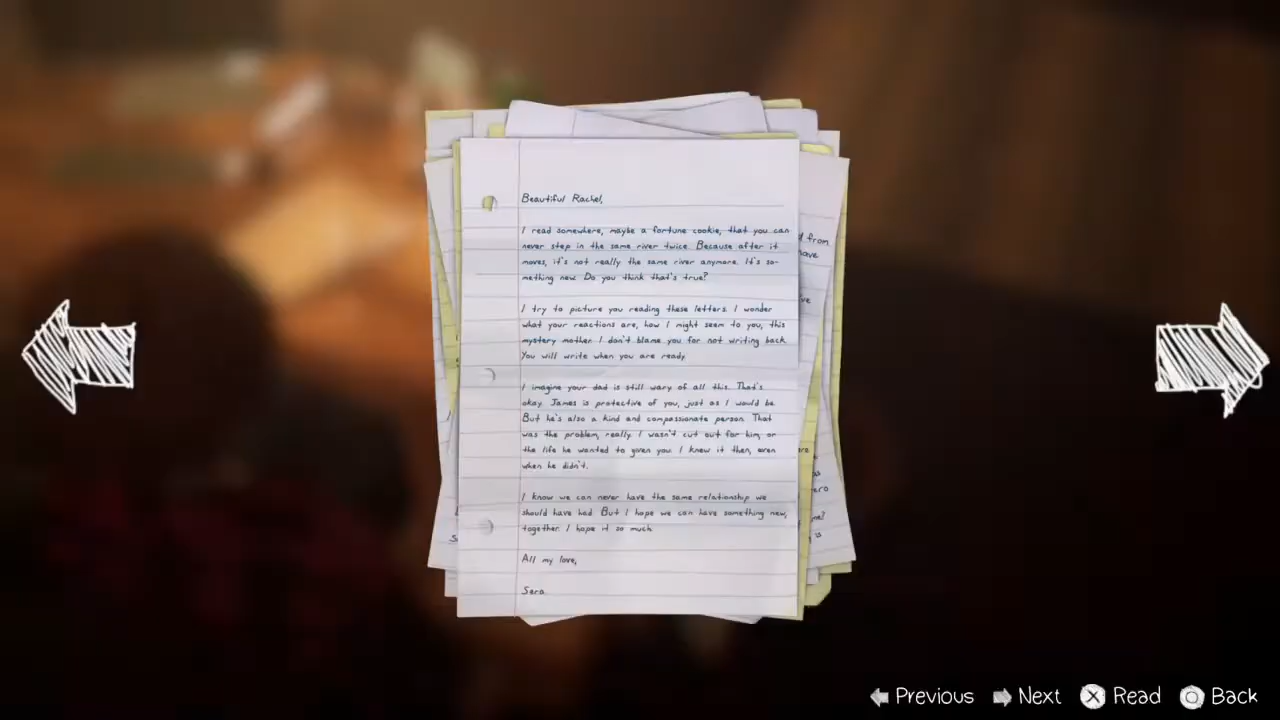 Beautiful Rachel,
I read somewhere, maybe a fortune cookie, that you can
never step in the same river twice. Because after it
moves, it's not really the same river anymore. It's so-
mething new. Do you think that's true?
I try to picture you reading these letters. I wonder
what your reactions are, how I might seem to you, this
mystery mother. I don't blame you for not writing back.
You will write when you are ready.
I imagine your dad is still wary of all this. That's
okay. James is protective of you, just as I would be.
But he's also a kind and compassionate person. That
was the problem, really. I wasn't cut out for him, or
the life he wanted to given you. I knew it then, even
when he didn't.
I know we can never have the same relationship we
should have had. But I hope we can have something new,
together. I hope it so much.
All my love,
Sera
from
have
Previous Next Read Back